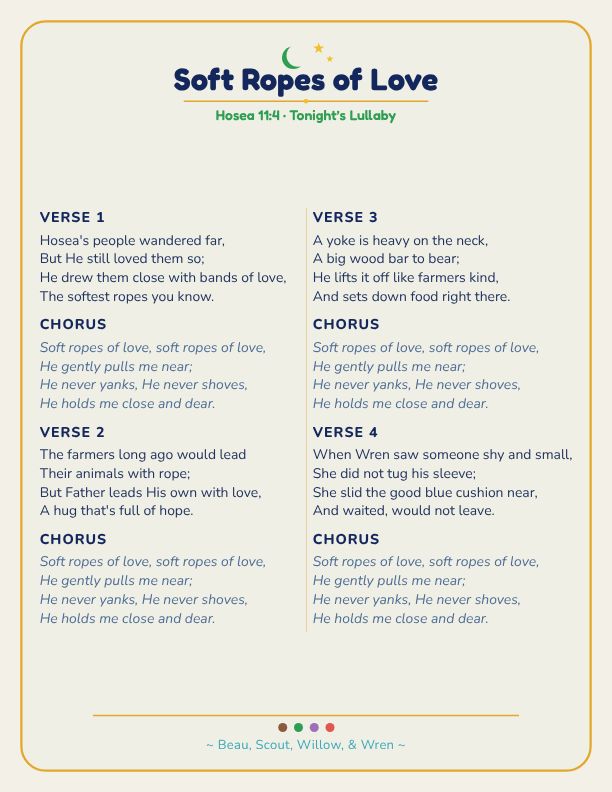 Soft Ropes of Love
Hosea 11:4 · Tonight's Lullaby
VERSE 1
Hosea's people wandered far,
But He still loved them so;
He drew them close with bands of love,
The softest ropes you know.
CHORUS
Soft ropes of love, soft ropes of love,
He gently pulls me near;
He never yanks, He never shoves,
He holds me close and dear.
VERSE 2
The farmers long ago would lead
Their animals with rope;
But Father leads His own with love,
A hug that's full of hope.
CHORUS
Soft ropes of love, soft ropes of love,
He gently pulls me near;
He never yanks, He never shoves,
He holds me close and dear.
VERSE 3
A yoke is heavy on the neck,
A big wood bar to bear;
He lifts it off like farmers kind,
And sets down food right there.
CHORUS
Soft ropes of love, soft ropes of love,
He gently pulls me near;
He never yanks, He never shoves,
He holds me close and dear.
VERSE 4
When Wren saw someone shy and small,
She did not tug his sleeve;
She slid the good blue cushion near,
And waited, would not leave.
CHORUS
Soft ropes of love, soft ropes of love,
He gently pulls me near;
He never yanks, He never shoves,
He holds me close and dear.
~ Beau, Scout, Willow, & Wren ~